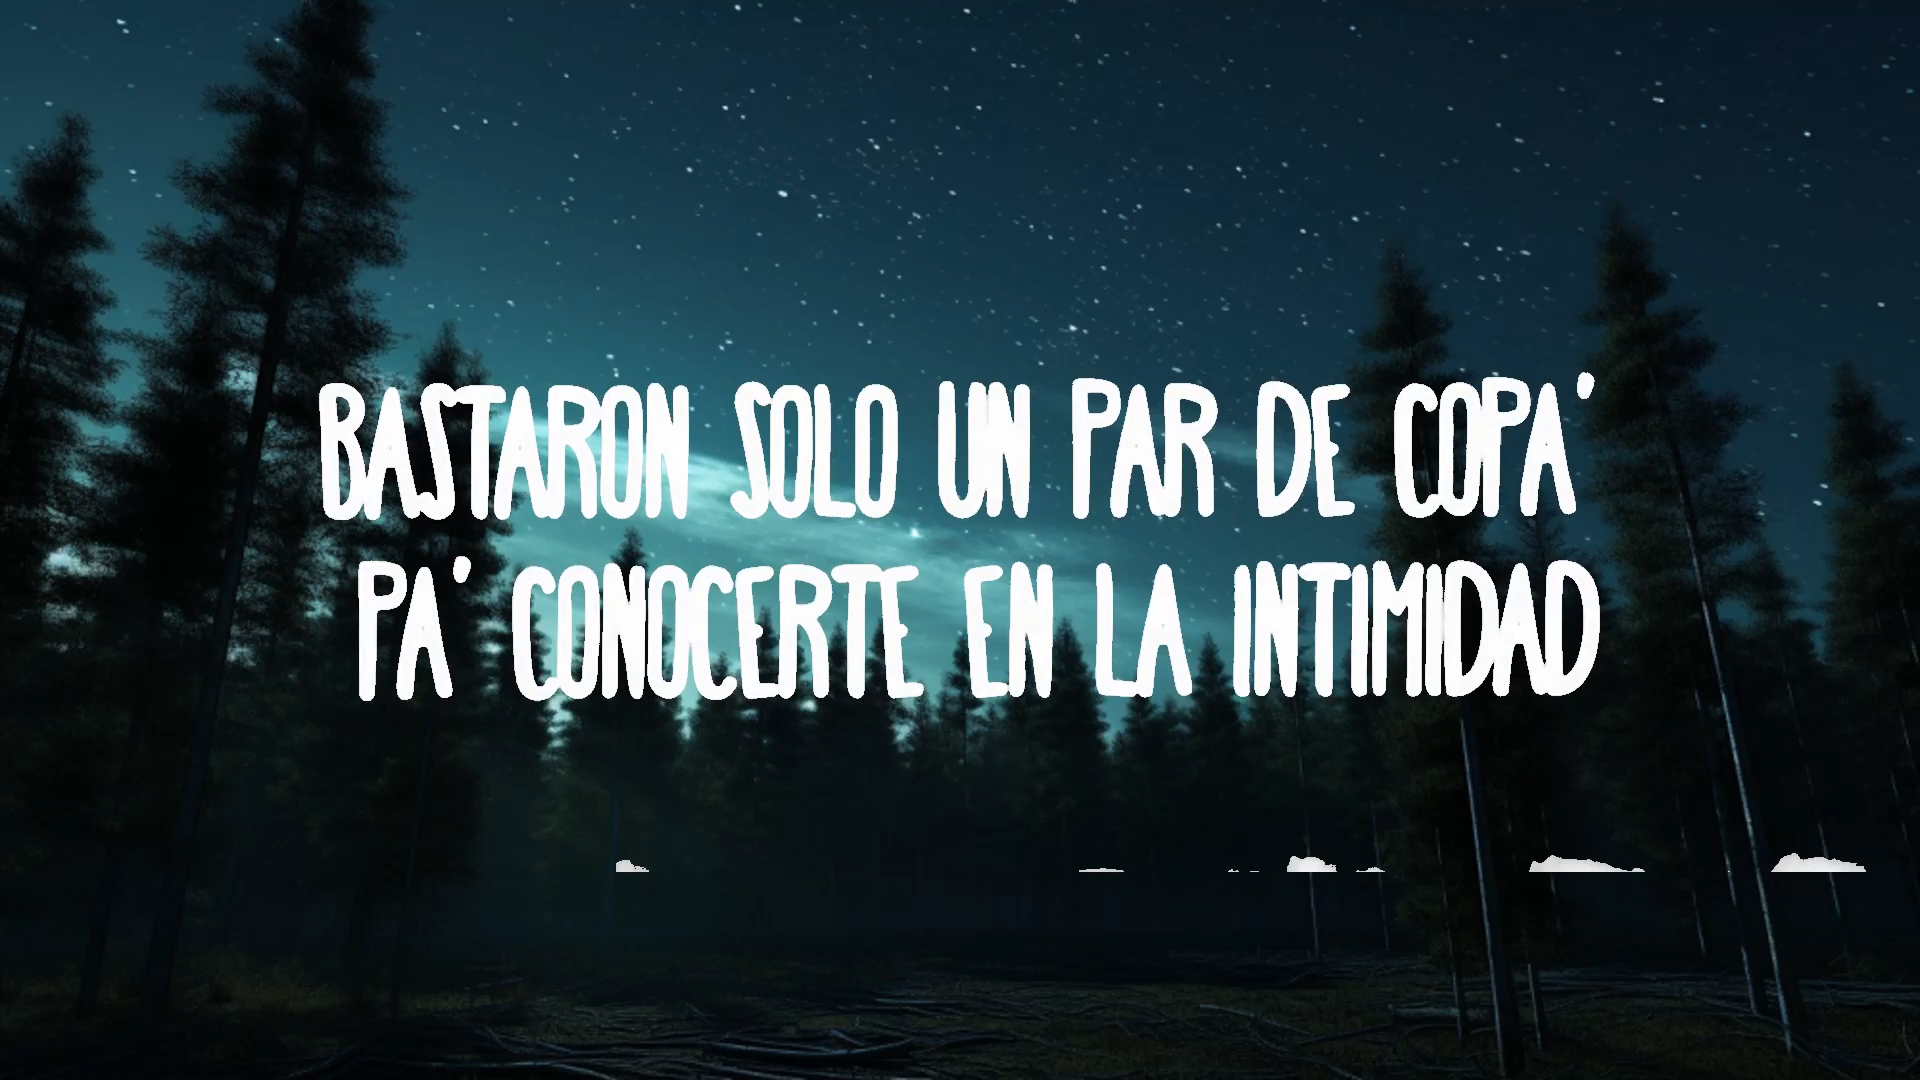 BASTARON SOLO UN PAR DE COPA'
PA' CONOCERTE EN LA INTIMIDAD